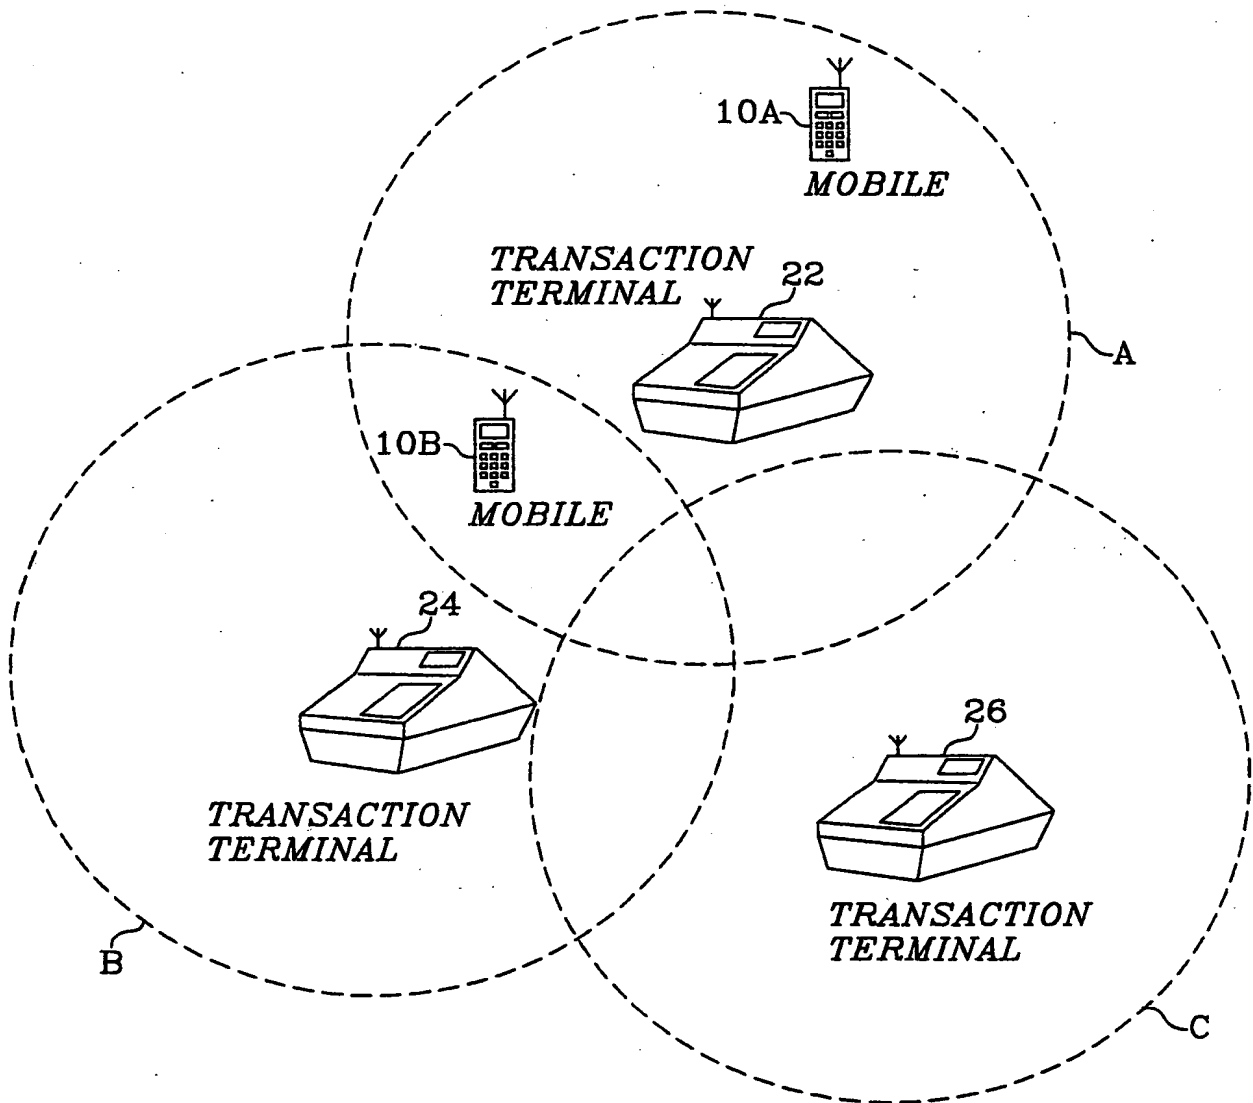 10A
MOBILE
TRANSACTION
TERMINAL
22
A
10B
MOBILE
24
TRANSACTION
TERMINAL
26
TRANSACTION
TERMINAL
B
C